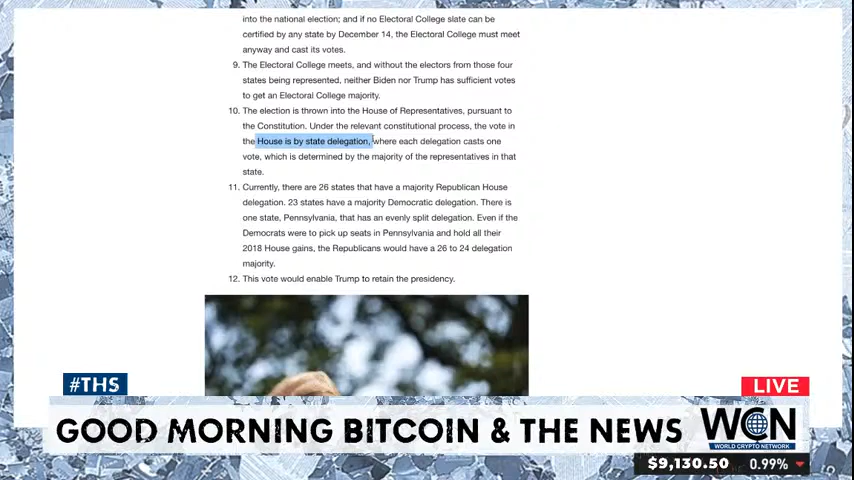 into the national election; and if no Electoral College slate can be
certified by any state by December 14, the Electoral College must meet
anyway and cast its votes.
9. The Electoral College meets, and without the electors from those four
states being represented, neither Biden nor Trump has sufficient votes
to get an Electoral College majority.
10. The election is thrown into the House of Representatives, pursuant to
the Constitution. Under the relevant constitutional process, the vote in
the House is by state delegation, where each delegation casts one
vote, which is determined by the majority of the representatives in that
state.
11. Currently, there are 26 states that have a majority Republican House
delegation. 23 states have a majority Democratic delegation. There is
one state, Pennsylvania, that has an evenly split delegation. Even if the
Democrats were to pick up seats in Pennsylvania and hold all their
2018 House gains, the Republicans would have a 26 to 24 delegation
majority.
12. This vote would enable Trump to retain the presidency.
#THS
LIVE
GOOD MORNING BITCOIN & THE NEWS
WCN
WORLD CRYPTO NETWORK
$9,130.50 0.99%